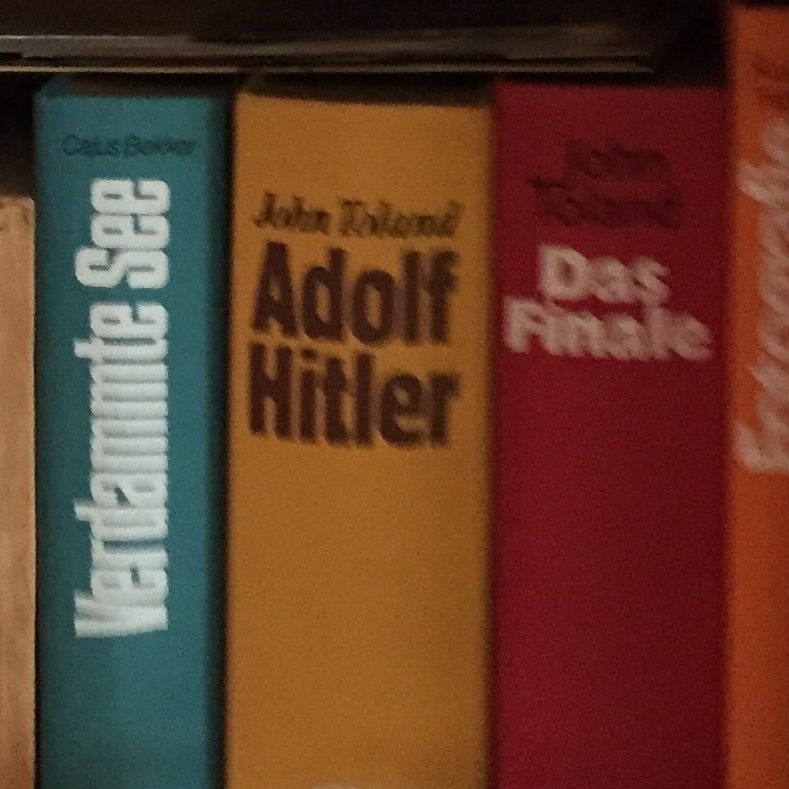 Cajus Bekker
Verdammte See
John Toland
Adolf
Hitler
John
Toland
Das
Finale